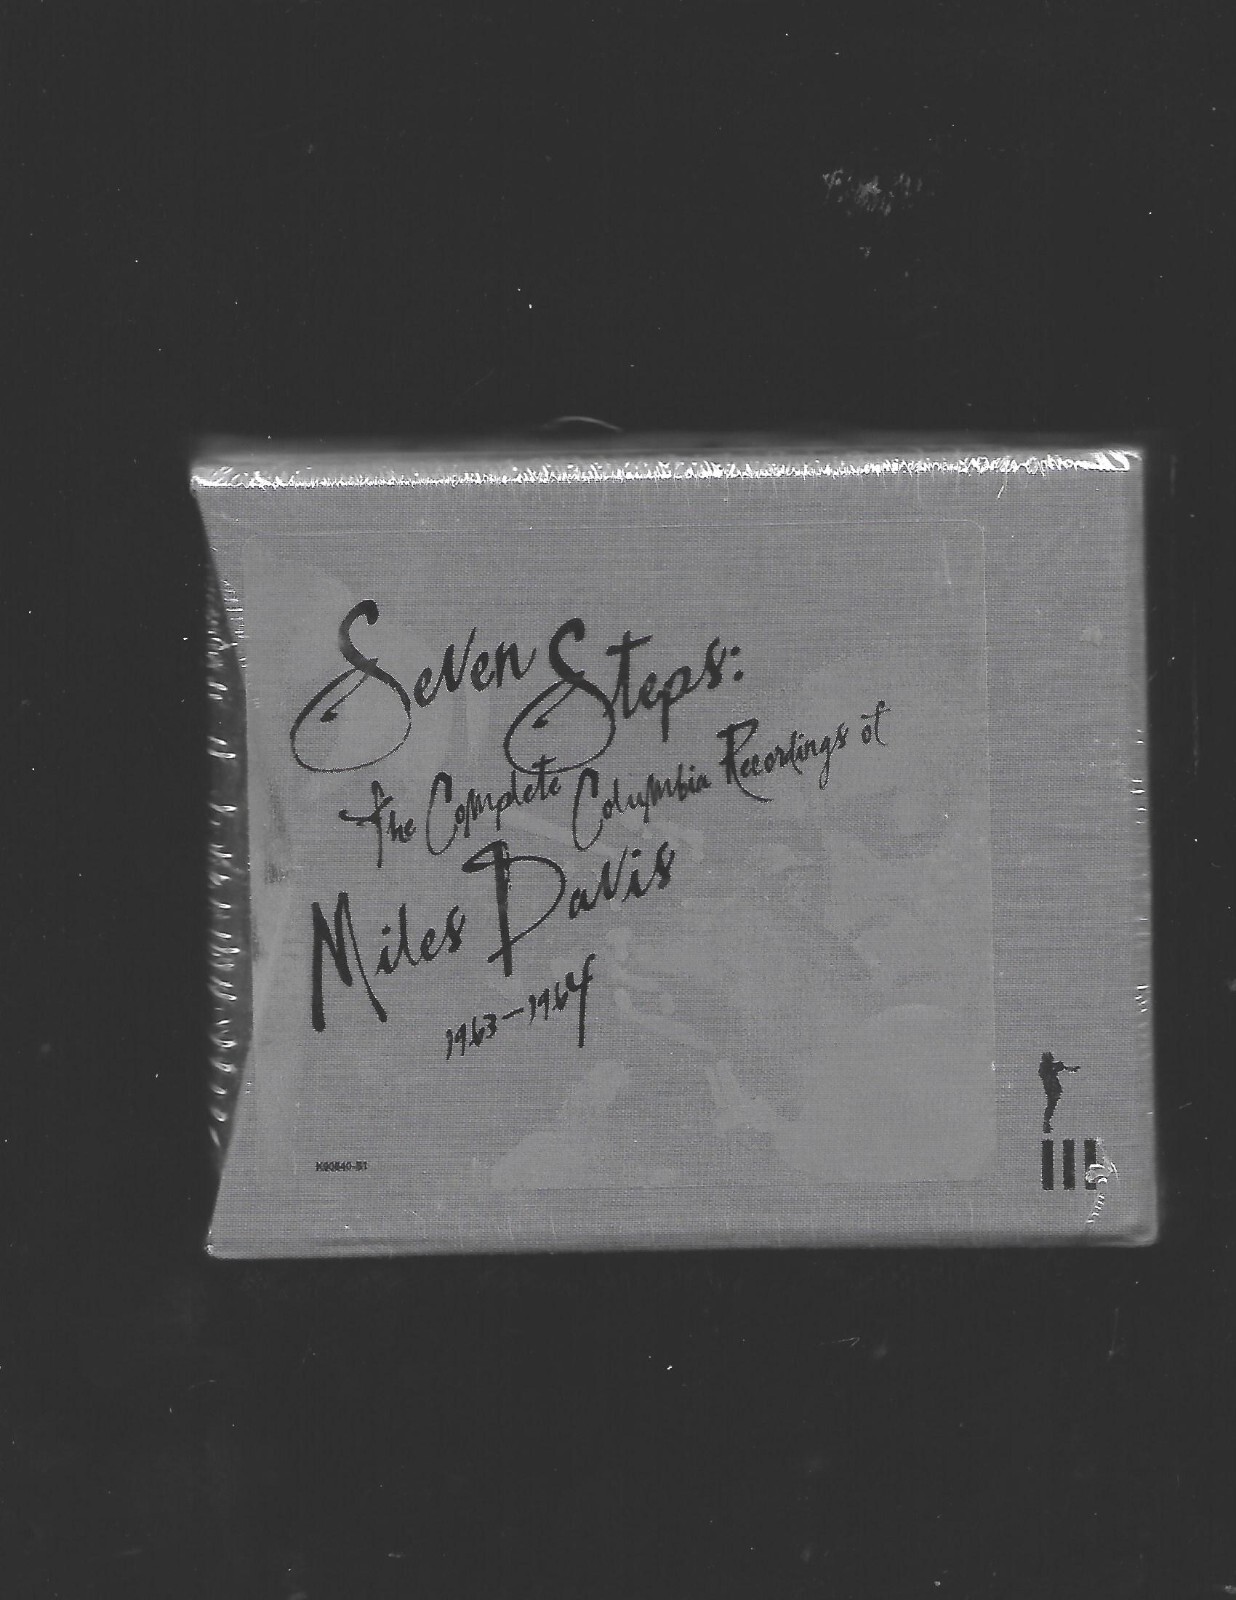 Seven Steps:
The Complete Columbia Recordings of
Miles Davis
1963–1964